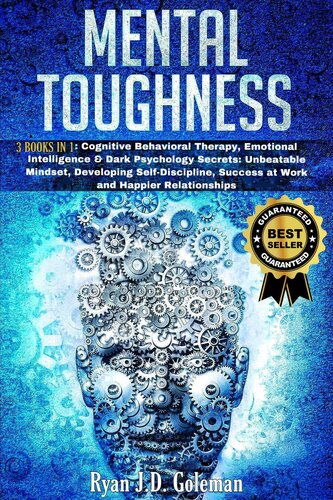 MENTAL
TOUGHNESS
3 BOOKS IN 1: Cognitive Behavioral Therapy, Emotional
Intelligence & Dark Psychology Secrets: Unbeatable
Mindset, Developing Self-Discipline, Success at Work
and Happier Relationships
GUARANTEED
BEST
SELLER
GUARANTEED
Ryan J.D. Goleman